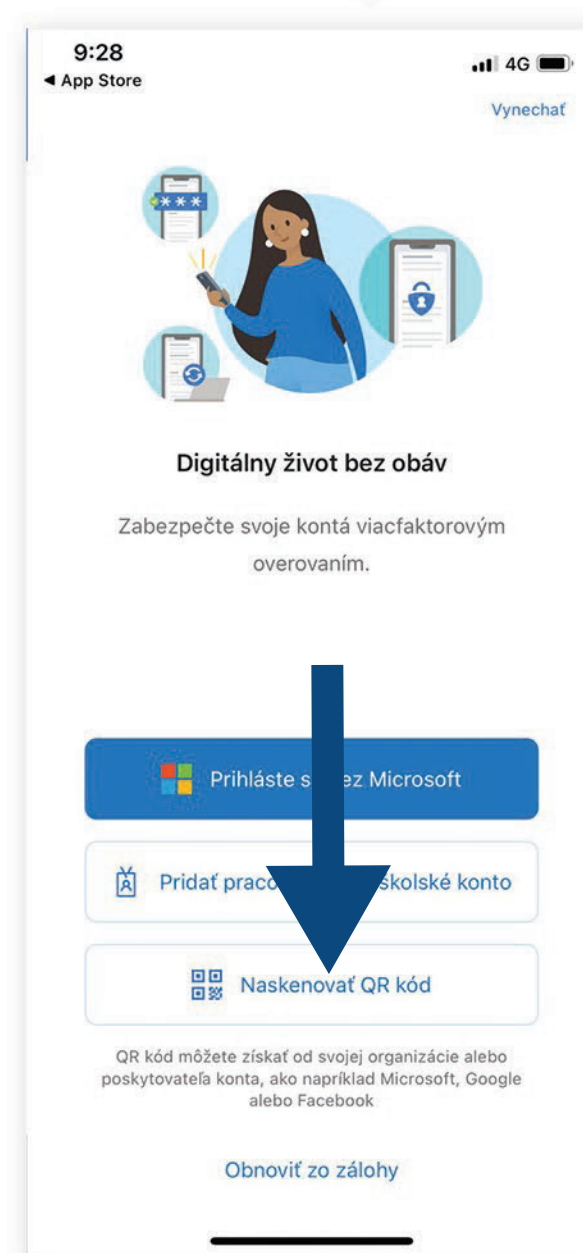 9:28
4G
◀ App Store
Vynechať
* * *
Digitálny život bez obáv
Zabezpečte svoje kontá viacfaktorovým
overovaním.
Prihláste ez Microsoft
Pridať školské konto
Naskenovať QR kód
QR kód môžete získať od svojej organizácie alebo
poskytovateľa konta, ako napríklad Microsoft, Google
alebo Facebook
Obnoviť zo zálohy